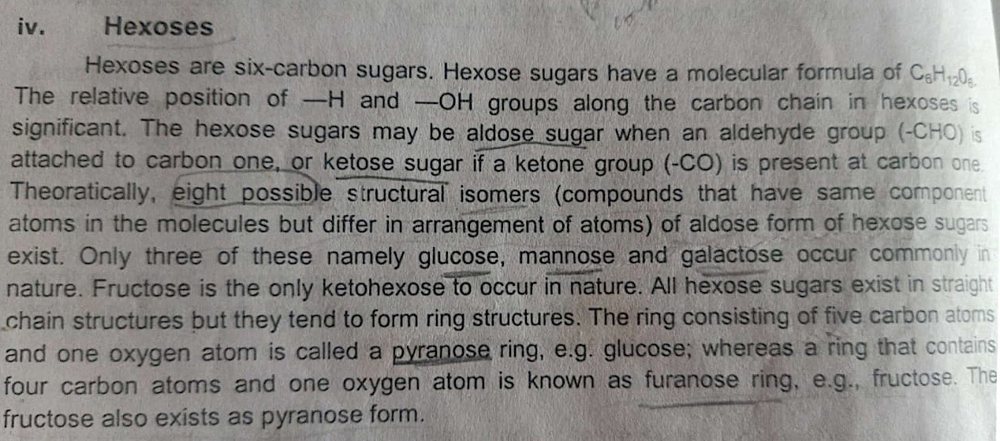 iv. Hexoses
Hexoses are six-carbon sugars. Hexose sugars have a molecular formula of C₆H₁₂O₆.
The relative position of —H and —OH groups along the carbon chain in hexoses is
significant. The hexose sugars may be aldose sugar when an aldehyde group (-CHO) is
attached to carbon one, or ketose sugar if a ketone group (-CO) is present at carbon one.
Theoratically, eight possible structural isomers (compounds that have same component
atoms in the molecules but differ in arrangement of atoms) of aldose form of hexose sugars
exist. Only three of these namely glucose, mannose and galactose occur commonly in
nature. Fructose is the only ketohexose to occur in nature. All hexose sugars exist in straight
chain structures but they tend to form ring structures. The ring consisting of five carbon atoms
and one oxygen atom is called a pyranose ring, e.g. glucose; whereas a ring that contains
four carbon atoms and one oxygen atom is known as furanose ring, e.g., fructose. The
fructose also exists as pyranose form.